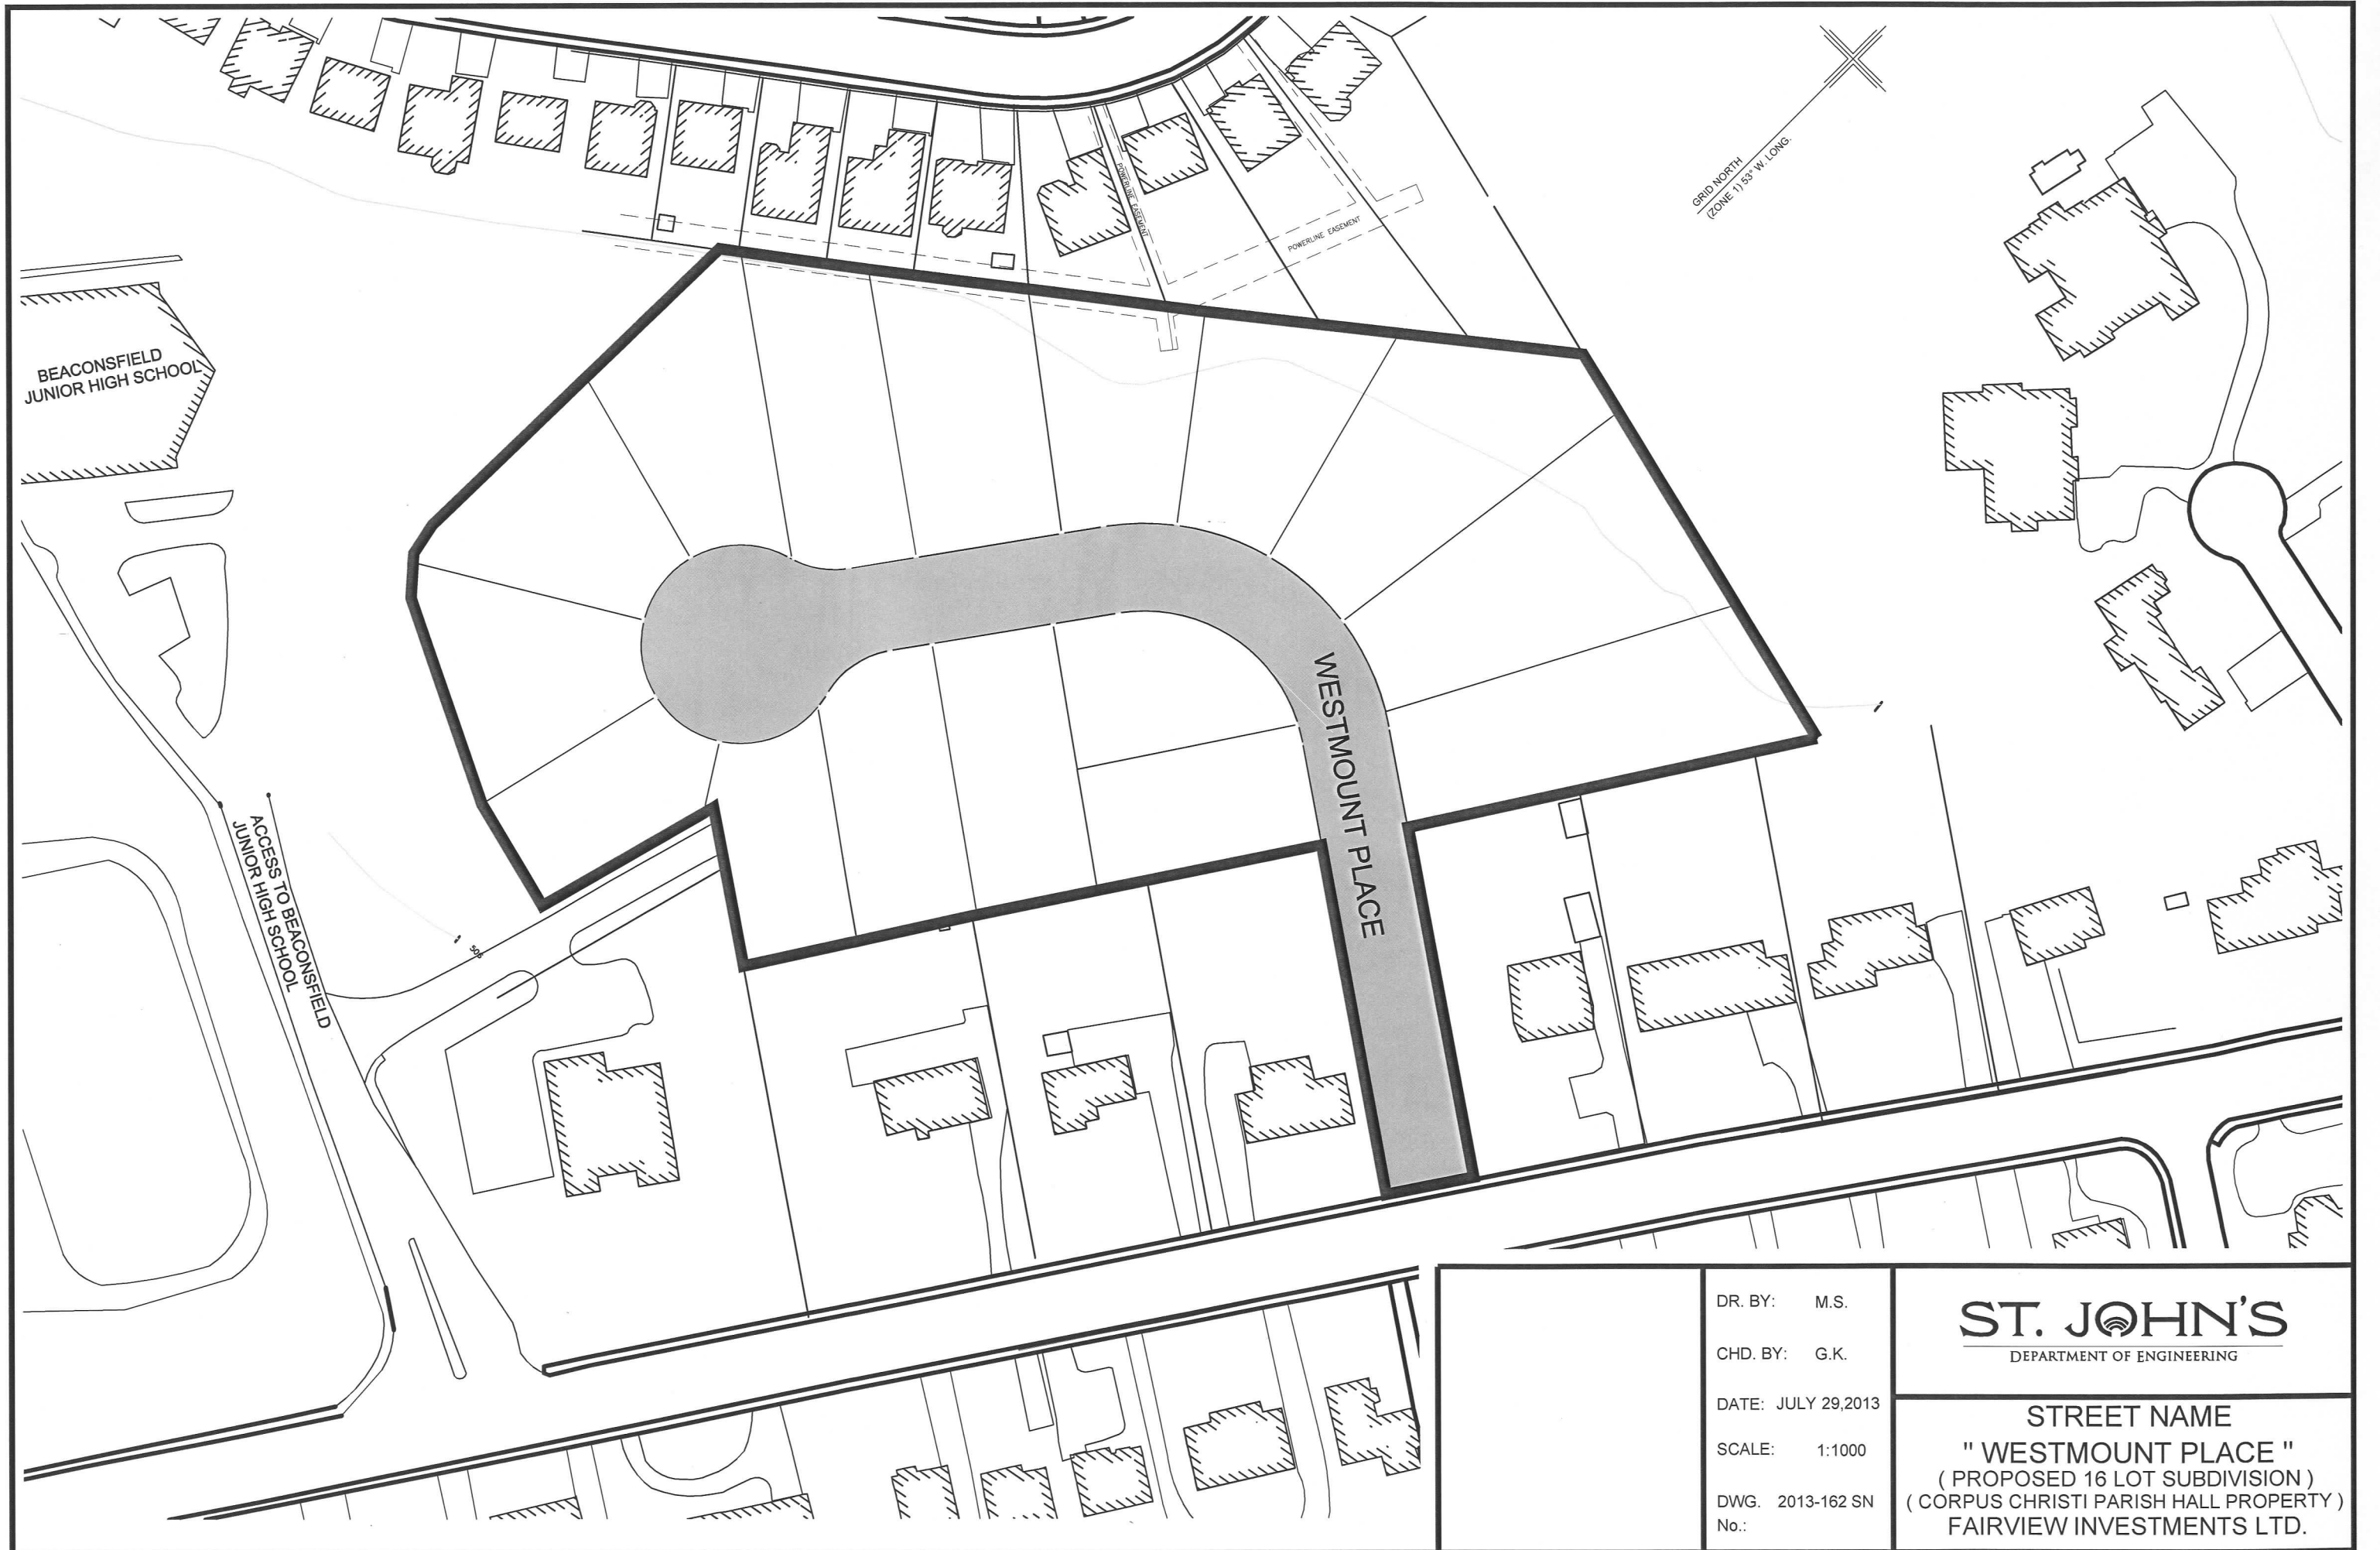 GRID NORTH
(ZONE 1) 53° W. LONG.
POWERLINE EASEMENT
POWERLINE EASEMENT
BEACONSFIELD
JUNIOR HIGH SCHOOL
WESTMOUNT PLACE
ACCESS TO BEACONSFIELD
JUNIOR HIGH SCHOOL
DR. BY: M.S.
CHD. BY: G.K.
DATE: JULY 29,2013
SCALE: 1:1000
DWG. 2013-162 SN
No.:
ST. JOHN'S
DEPARTMENT OF ENGINEERING
STREET NAME
" WESTMOUNT PLACE "
( PROPOSED 16 LOT SUBDIVISION )
( CORPUS CHRISTI PARISH HALL PROPERTY )
FAIRVIEW INVESTMENTS LTD.